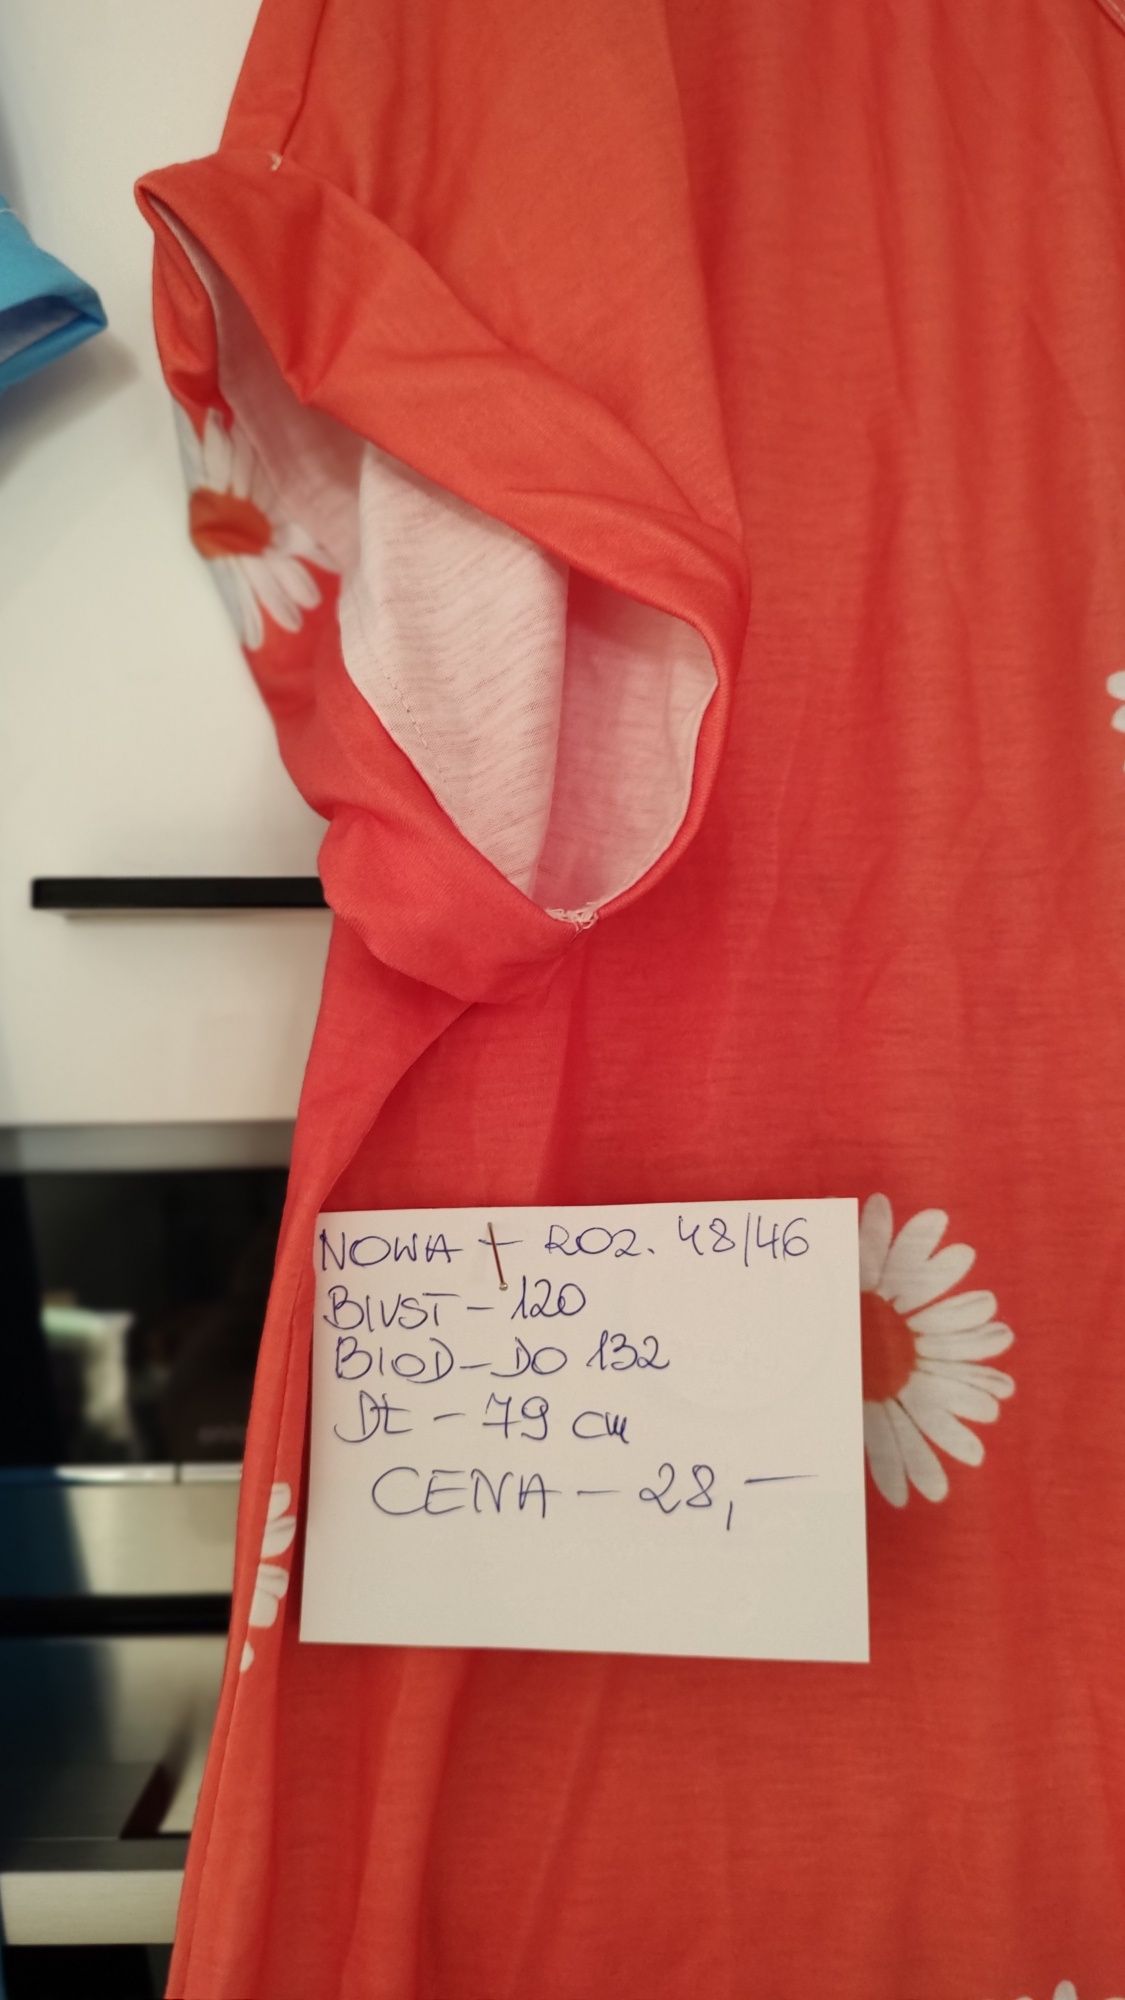 NOWA - ROZ. 48/46
BIUST - 120
BIOD - DO 132
DŁ - 79 cm
CENA - 28,-